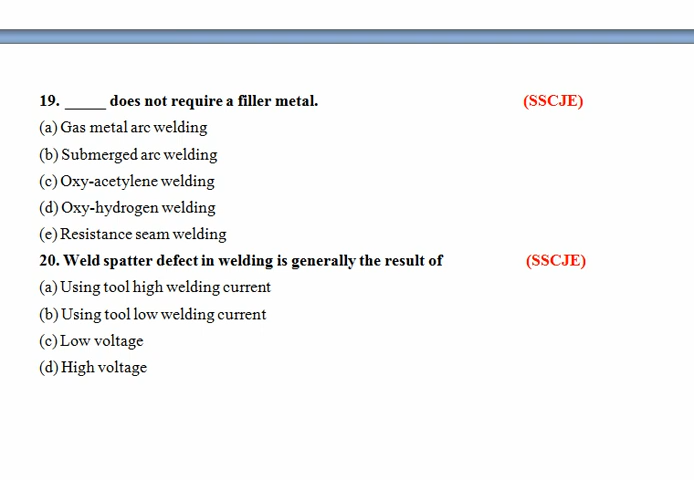 19. _____ does not require a filler metal. (SSCJE)
(a) Gas metal arc welding
(b) Submerged arc welding
(c) Oxy-acetylene welding
(d) Oxy-hydrogen welding
(e) Resistance seam welding
20. Weld spatter defect in welding is generally the result of (SSCJE)
(a) Using tool high welding current
(b) Using tool low welding current
(c) Low voltage
(d) High voltage